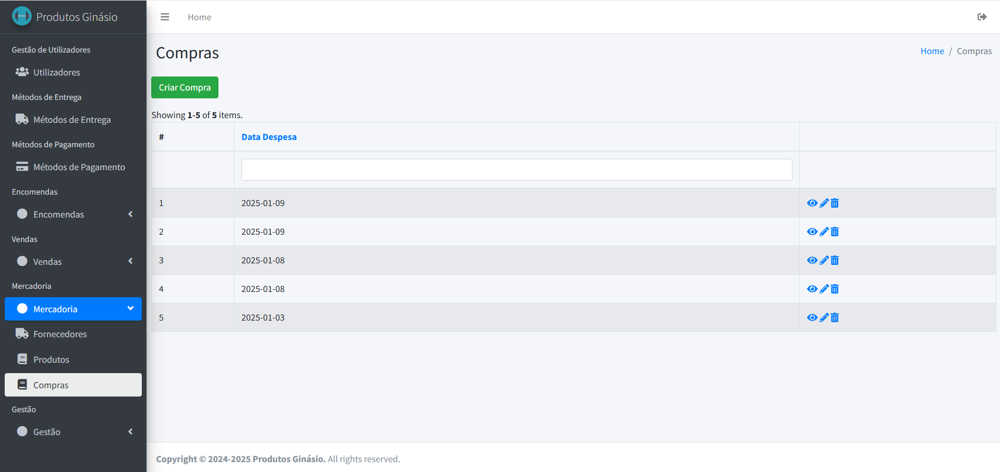 Produtos Ginásio
Gestão de Utilizadores
Utilizadores
Métodos de Entrega
Métodos de Entrega
Métodos de Pagamento
Métodos de Pagamento
Encomendas
Encomendas
Vendas
Vendas
Mercadoria
Mercadoria
Fornecedores
Produtos
Compras
Gestão
Gestão
Home
Compras
Home / Compras
Criar Compra
Showing 1-5 of 5 items.
# Data Despesa
1 2025-01-09
2 2025-01-09
3 2025-01-08
4 2025-01-08
5 2025-01-03
Copyright © 2024-2025 Produtos Ginásio. All rights reserved.